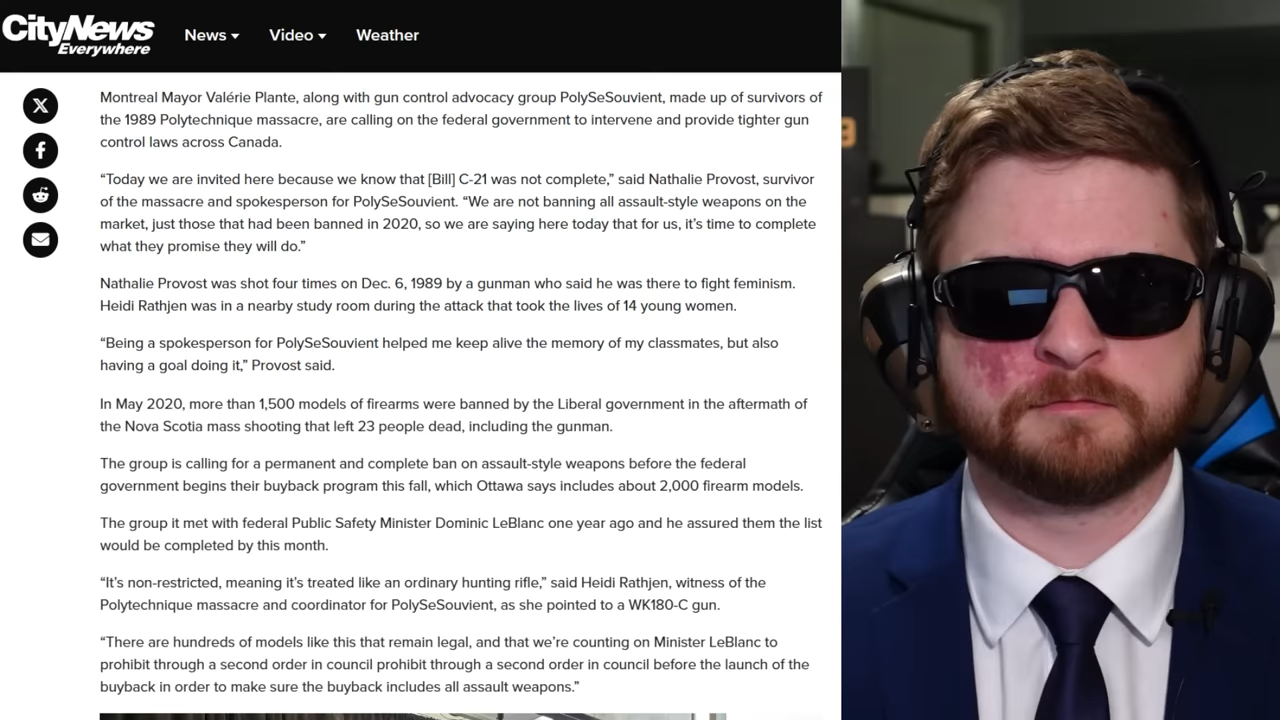 CityNews
Everywhere
News
Video
Weather
Montreal Mayor Valérie Plante, along with gun control advocacy group PolySeSouvient, made up of survivors of
the 1989 Polytechnique massacre, are calling on the federal government to intervene and provide tighter gun
control laws across Canada.
“Today we are invited here because we know that [Bill] C-21 was not complete,” said Nathalie Provost, survivor
of the massacre and spokesperson for PolySeSouvient. “We are not banning all assault-style weapons on the
market, just those that had been banned in 2020, so we are saying here today that for us, it’s time to complete
what they promise they will do.”
Nathalie Provost was shot four times on Dec. 6, 1989 by a gunman who said he was there to fight feminism.
Heidi Rathjen was in a nearby study room during the attack that took the lives of 14 young women.
“Being a spokesperson for PolySeSouvient helped me keep alive the memory of my classmates, but also
having a goal doing it,” Provost said.
In May 2020, more than 1,500 models of firearms were banned by the Liberal government in the aftermath of
the Nova Scotia mass shooting that left 23 people dead, including the gunman.
The group is calling for a permanent and complete ban on assault-style weapons before the federal
government begins their buyback program this fall, which Ottawa says includes about 2,000 firearm models.
The group it met with federal Public Safety Minister Dominic LeBlanc one year ago and he assured them the list
would be completed by this month.
“It’s non-restricted, meaning it’s treated like an ordinary hunting rifle,” said Heidi Rathjen, witness of the
Polytechnique massacre and coordinator for PolySeSouvient, as she pointed to a WK180-C gun.
“There are hundreds of models like this that remain legal, and that we’re counting on Minister LeBlanc to
prohibit through a second order in council prohibit through a second order in council before the launch of the
buyback in order to make sure the buyback includes all assault weapons.”